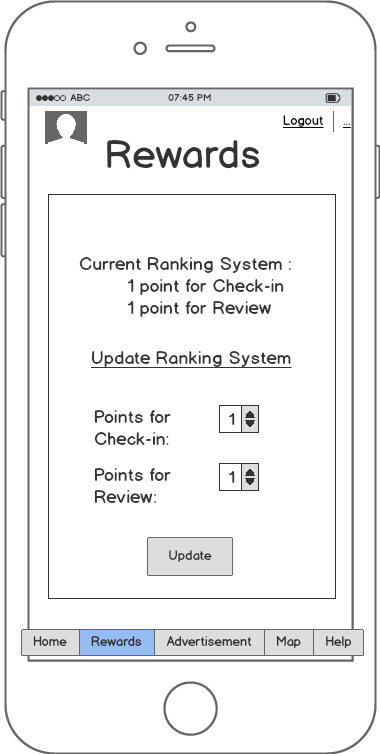 ABC 07:45 PM
Logout ...
Rewards
Current Ranking System :
1 point for Check-in
1 point for Review
Update Ranking System
Points for 1
Check-in:
Points for 1
Review:
Update
Home Rewards Advertisement Map Help